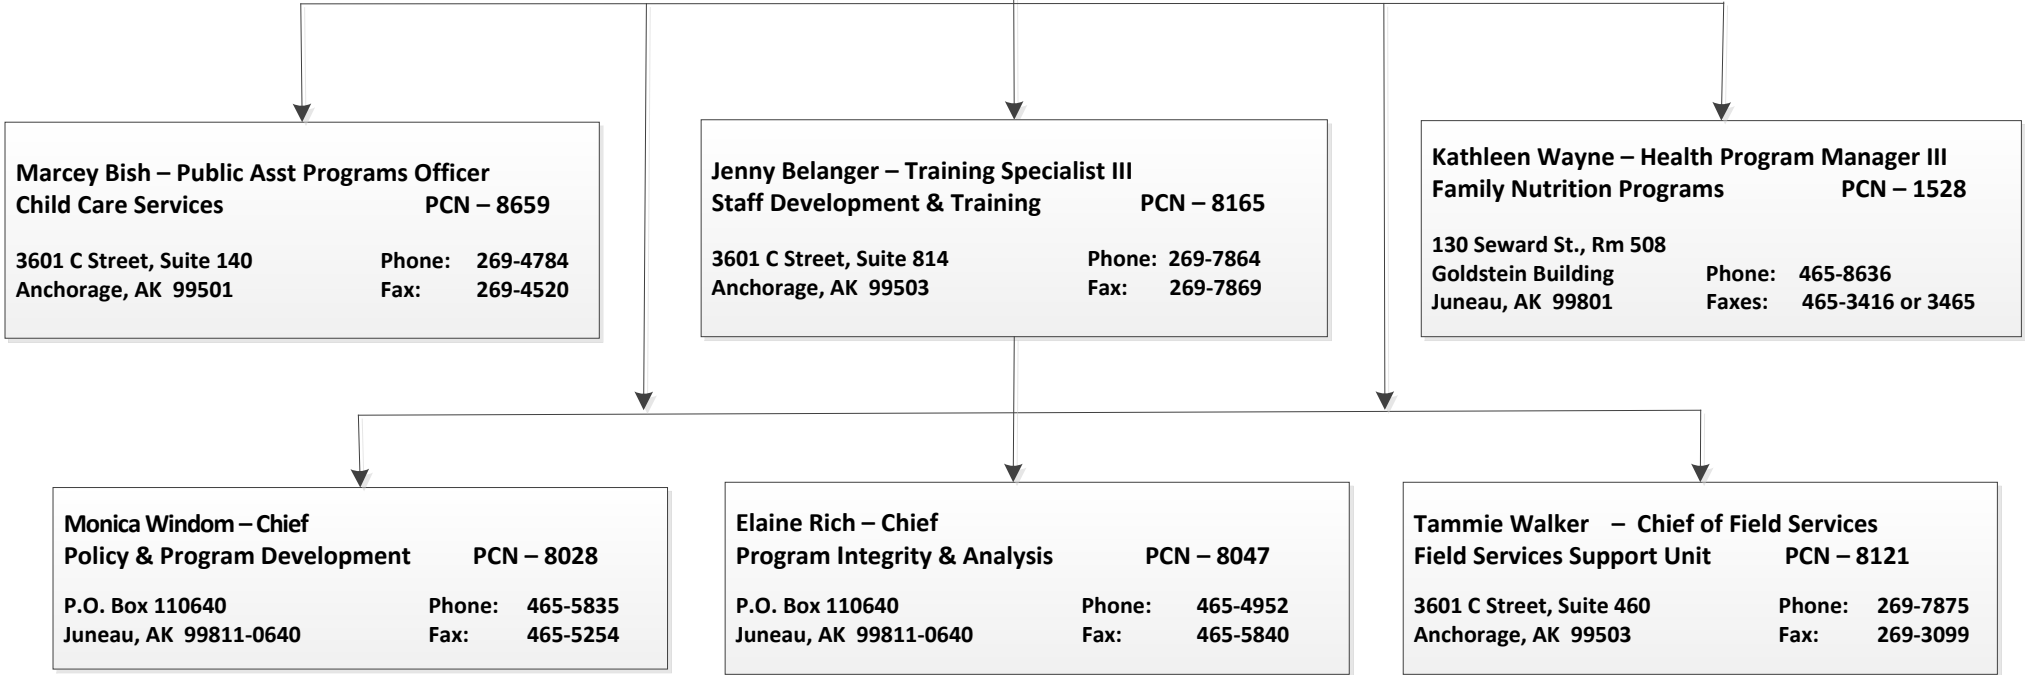 Marcey Bish – Public Asst Programs Officer
Child Care Services PCN – 8659
3601 C Street, Suite 140 Phone: 269-4784
Anchorage, AK 99501 Fax: 269-4520
Jenny Belanger – Training Specialist III
Staff Development & Training PCN – 8165
3601 C Street, Suite 814 Phone: 269-7864
Anchorage, AK 99503 Fax: 269-7869
Kathleen Wayne – Health Program Manager III
Family Nutrition Programs PCN – 1528
130 Seward St., Rm 508
Goldstein Building Phone: 465-8636
Juneau, AK 99801 Faxes: 465-3416 or 3465
Monica Windom – Chief
Policy & Program Development PCN – 8028
P.O. Box 110640 Phone: 465-5835
Juneau, AK 99811-0640 Fax: 465-5254
Elaine Rich – Chief
Program Integrity & Analysis PCN – 8047
P.O. Box 110640 Phone: 465-4952
Juneau, AK 99811-0640 Fax: 465-5840
Tammie Walker – Chief of Field Services
Field Services Support Unit PCN – 8121
3601 C Street, Suite 460 Phone: 269-7875
Anchorage, AK 99503 Fax: 269-3099